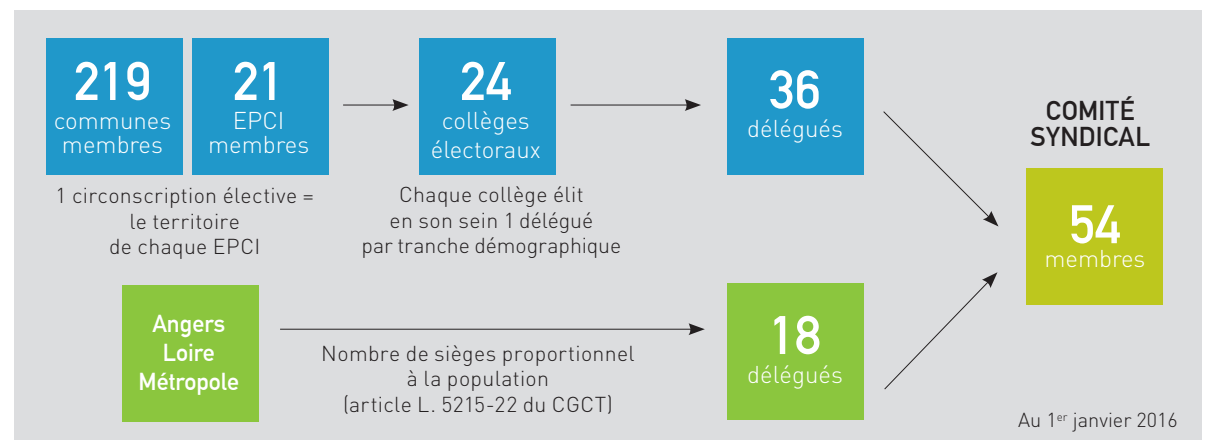 219
communes
membres
21
EPCI
membres
1 circonscription élective =
le territoire
de chaque EPCI
24
collèges
électoraux
Chaque collège élit
en son sein 1 délégué
par tranche démographique
36
délégués
COMITÉ
SYNDICAL
54
membres
Angers
Loire
Métropole
Nombre de sièges proportionnel
à la population
(article L. 5215-22 du CGCT)
18
délégués
Au 1er janvier 2016